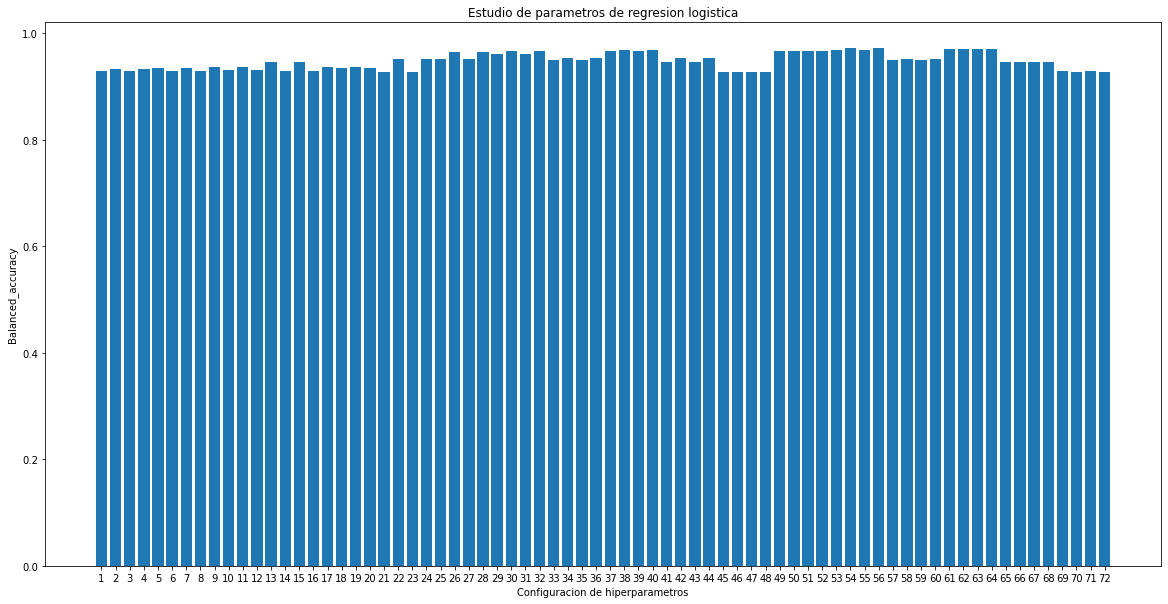 Estudio de parametros de regresion logistica
Balanced_accuracy
1.0
0.8
0.6
0.4
0.2
0.0
1 2 3 4 5 6 7 8 9 10 11 12 13 14 15 16 17 18 19 20 21 22 23 24 25 26 27 28 29 30 31 32 33 34 35 36 37 38 39 40 41 42 43 44 45 46 47 48 49 50 51 52 53 54 55 56 57 58 59 60 61 62 63 64 65 66 67 68 69 70 71 72
Configuracion de hiperparametros